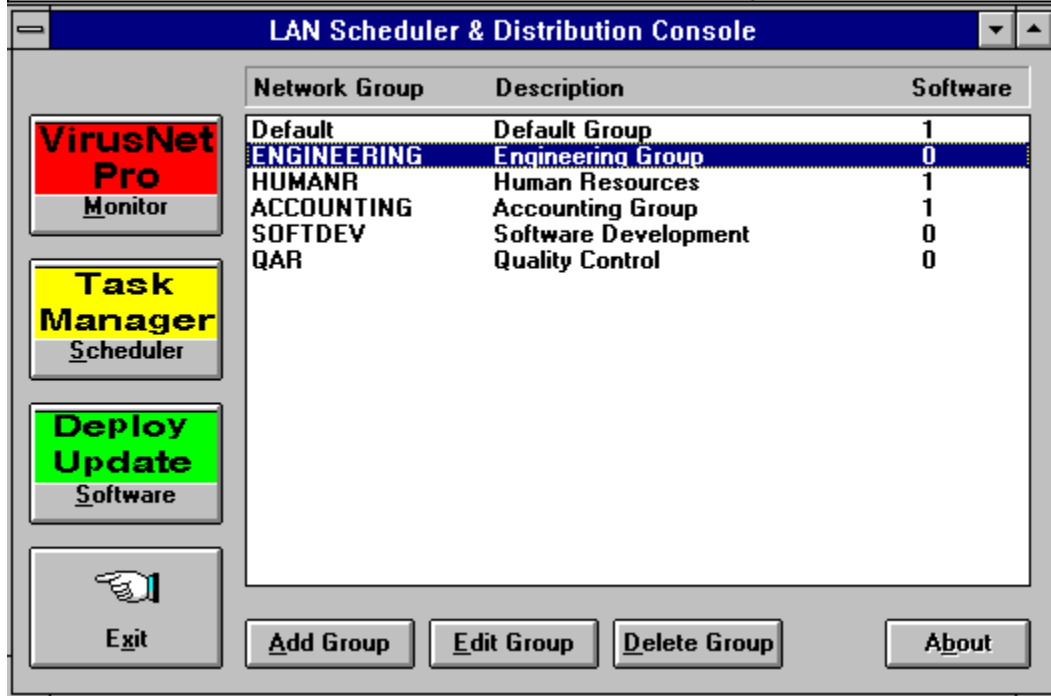 LAN Scheduler & Distribution Console
Network Group Description Software
VirusNet
Pro
Monitor
Task
Manager
Scheduler
Deploy
Update
Software
Exit
Default Default Group 1
ENGINEERING Engineering Group 0
HUMANR Human Resources 1
ACCOUNTING Accounting Group 1
SOFTDEV Software Development 0
QAR Quality Control 0
Add Group Edit Group Delete Group About